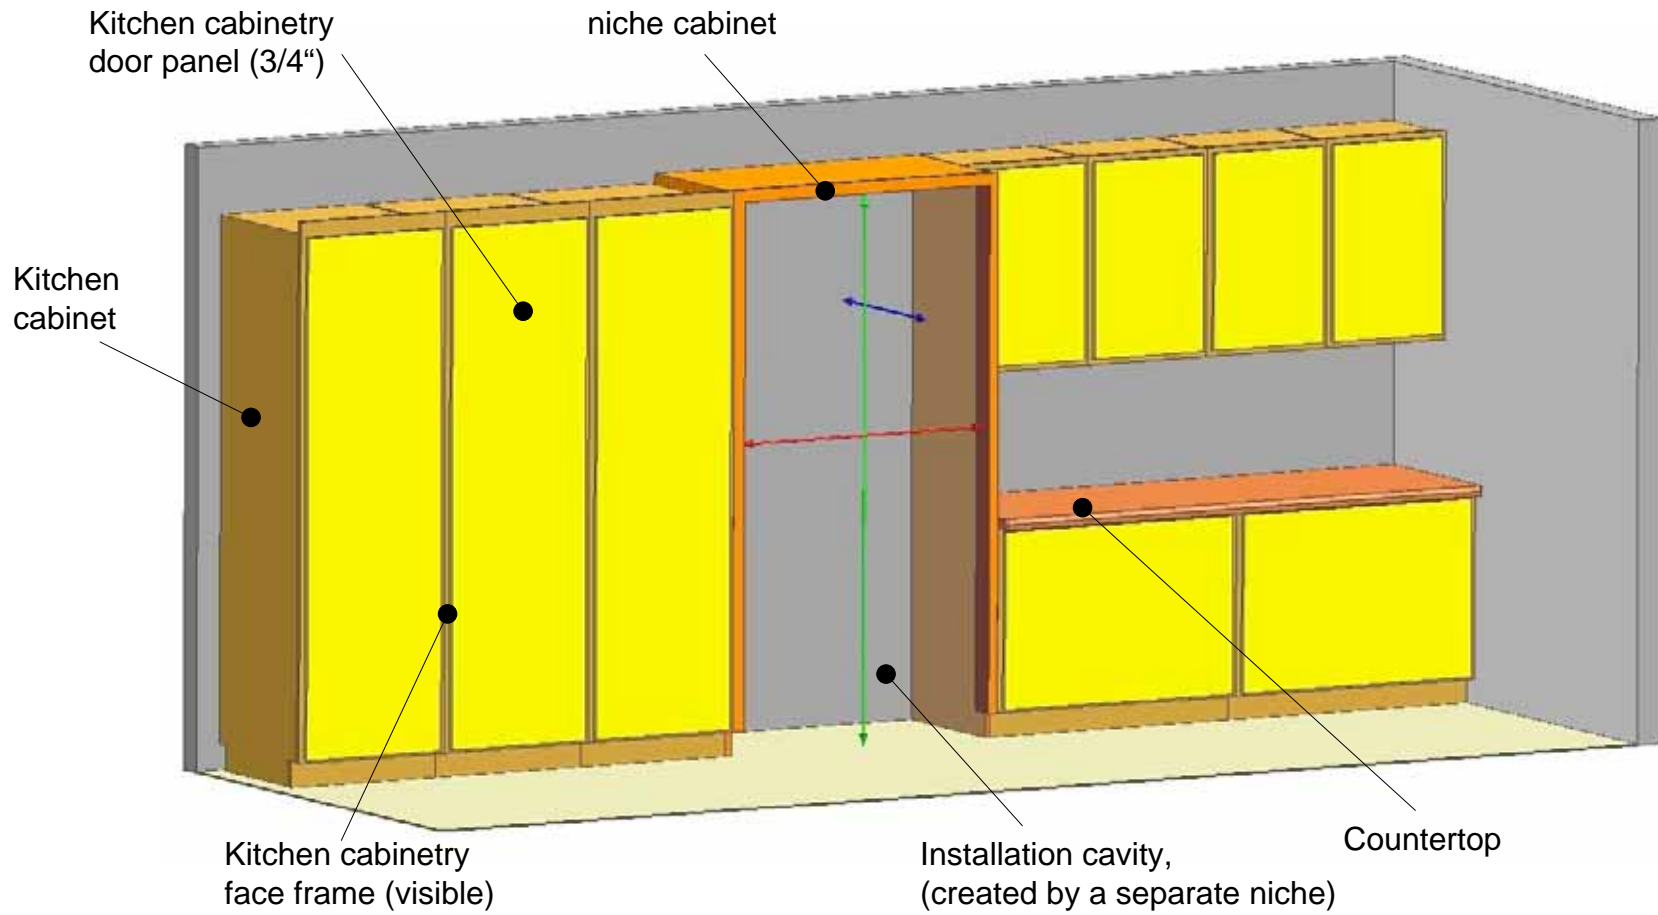 Kitchen cabinetry
door panel (3/4“)
niche cabinet
Kitchen
cabinet
Kitchen cabinetry
face frame (visible)
Installation cavity,
(created by a separate niche)
Countertop